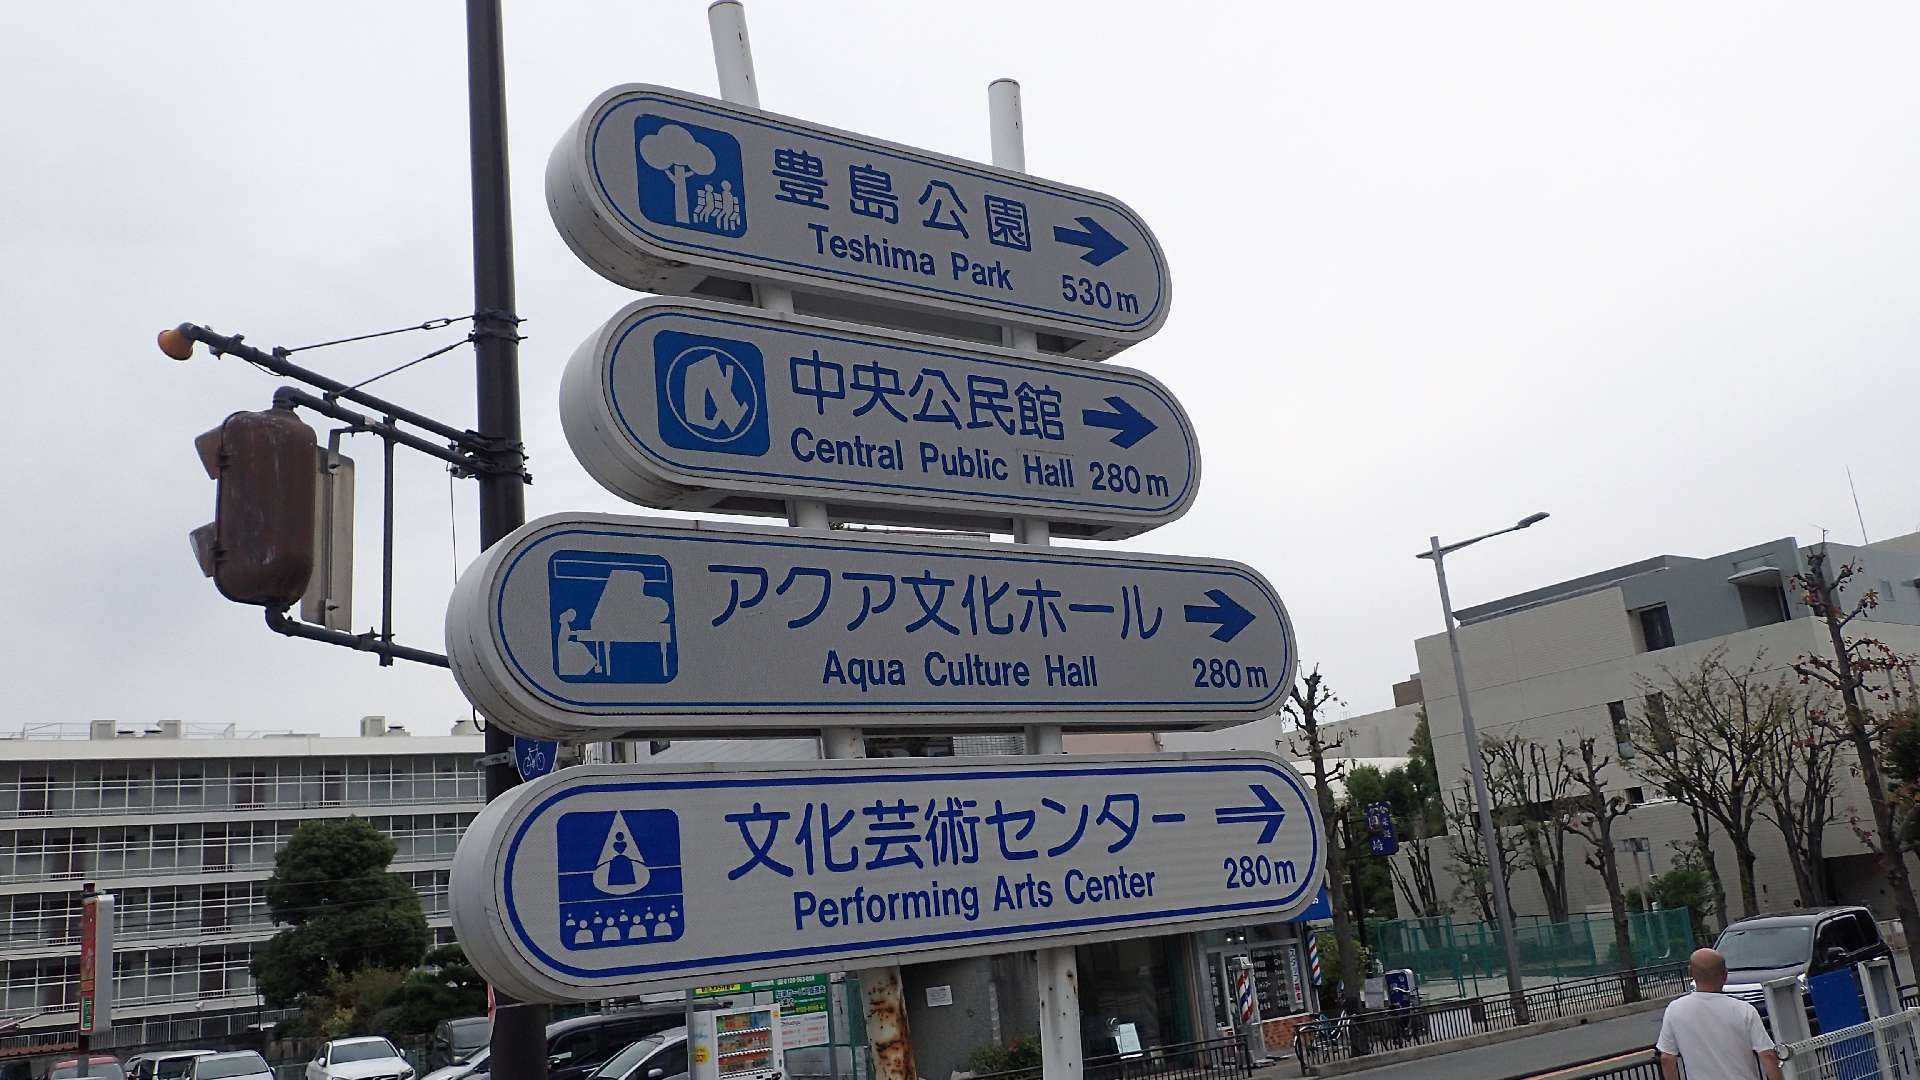 豊島公園
Teshima Park
530m
中央公民館
Central Public Hall 280m
アクア文化ホール
Aqua Culture Hall
280m
文化芸術センター
Performing Arts Center
280m